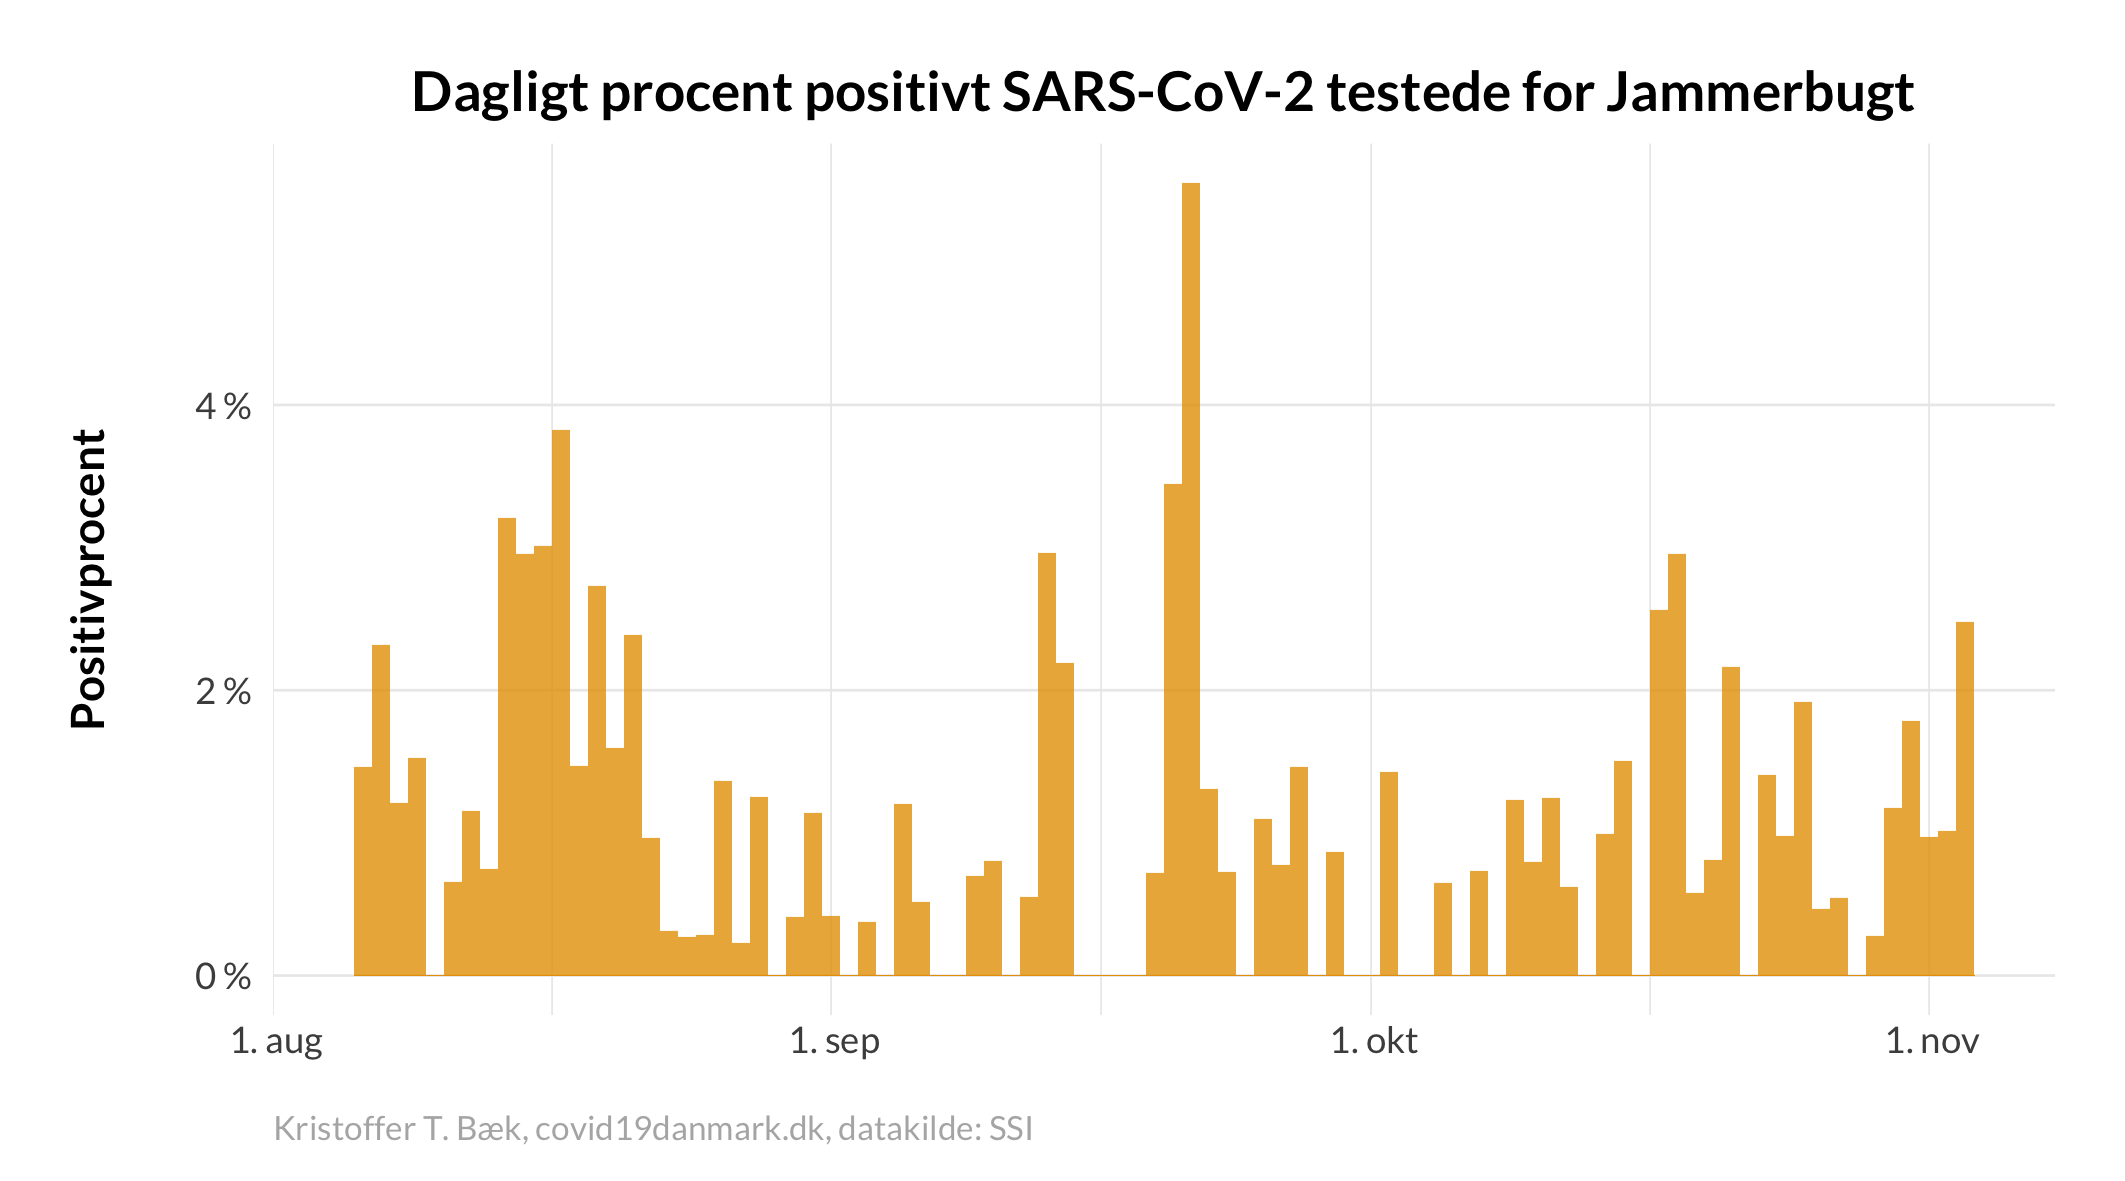 Dagligt procent positivt SARS-CoV-2 testede for Jammerbugt
Positivprocent
4 %
2 %
0 %
1. aug
1. sep
1. okt
1. nov
Kristoffer T. Bæk, covid19danmark.dk, datakilde: SSI